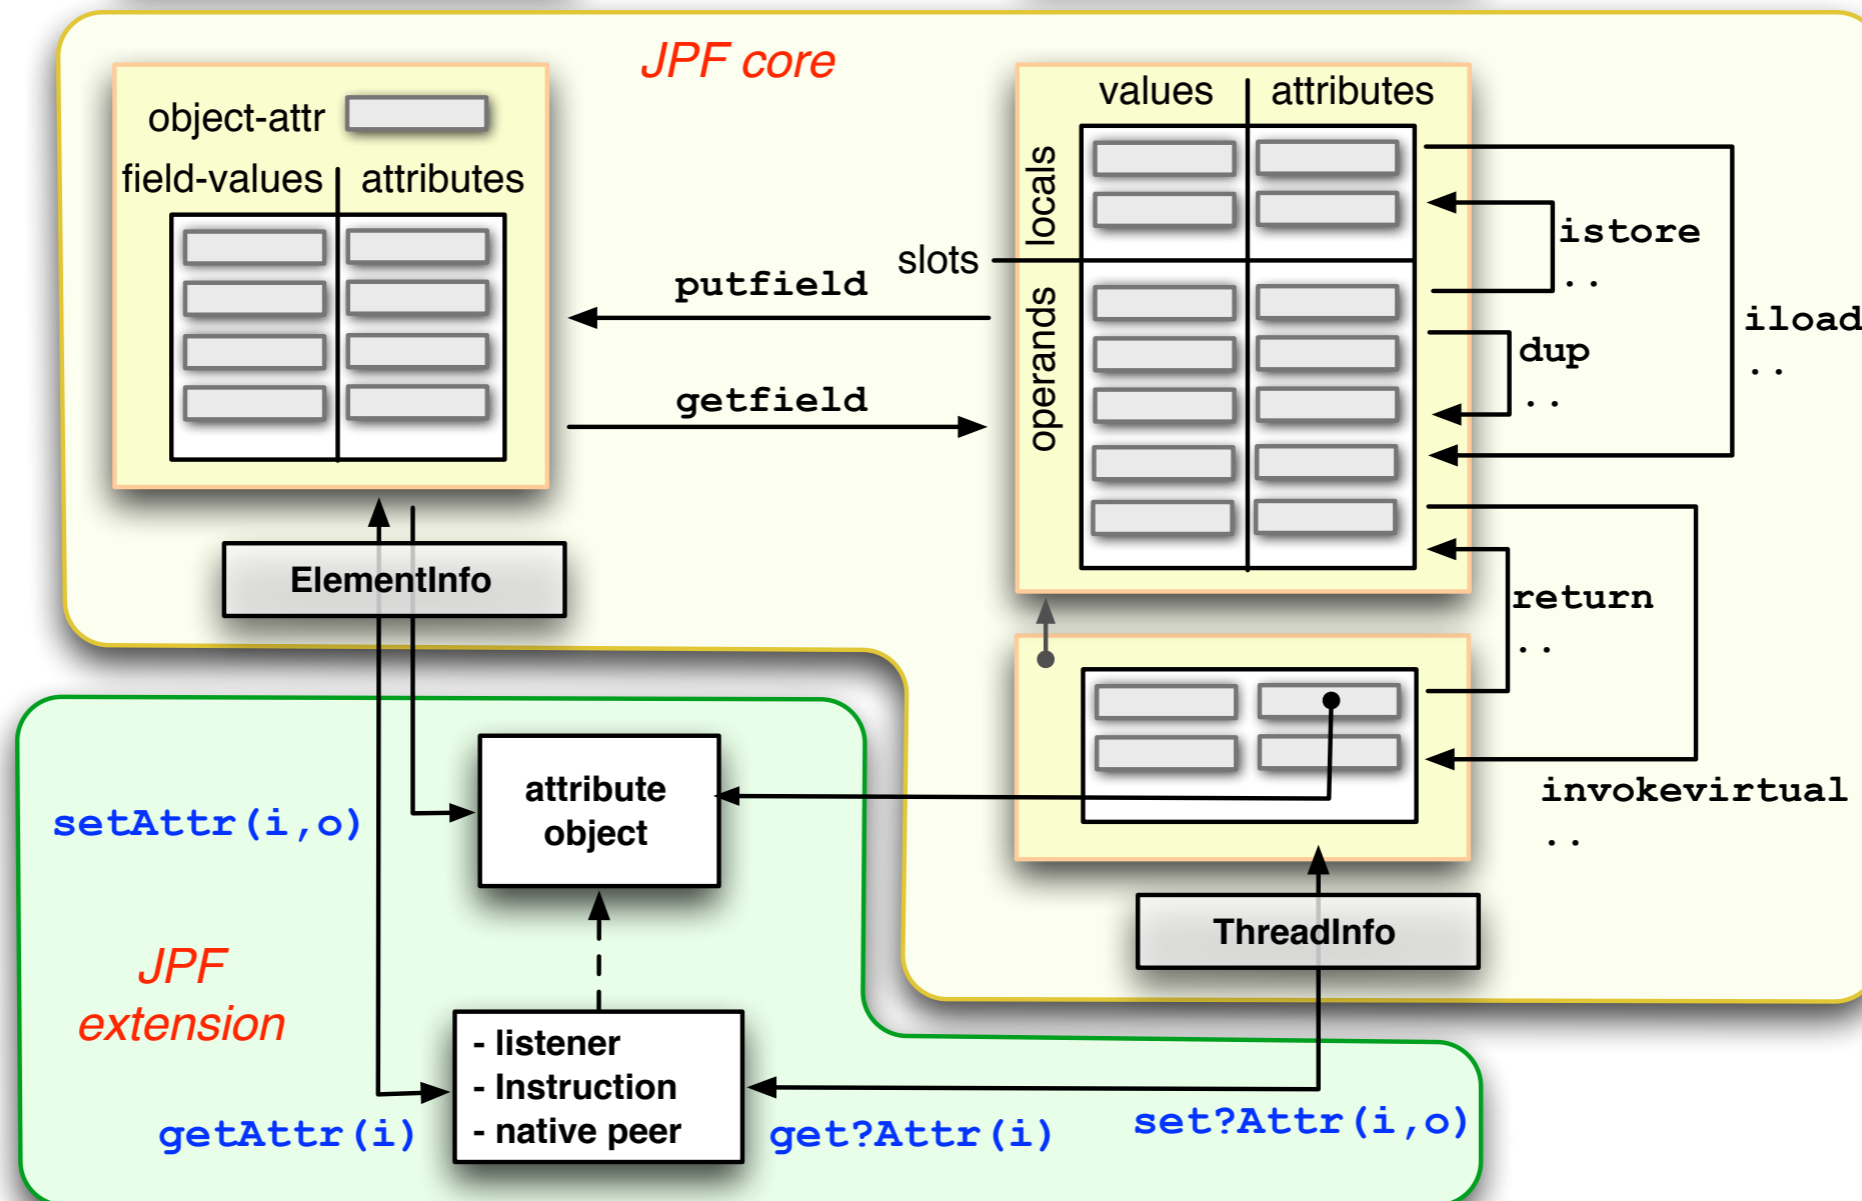 JPF core
object-attr
field-values
attributes
values
attributes
locals
slots
operands
putfield
getfield
istore
..
iload
..
dup
..
ElementInfo
return
..
invokevirtual
..
attribute
object
setAttr(i,o)
ThreadInfo
JPF
extension
- listener
- Instruction
- native peer
getAttr(i)
get?Attr(i)
set?Attr(i,o)